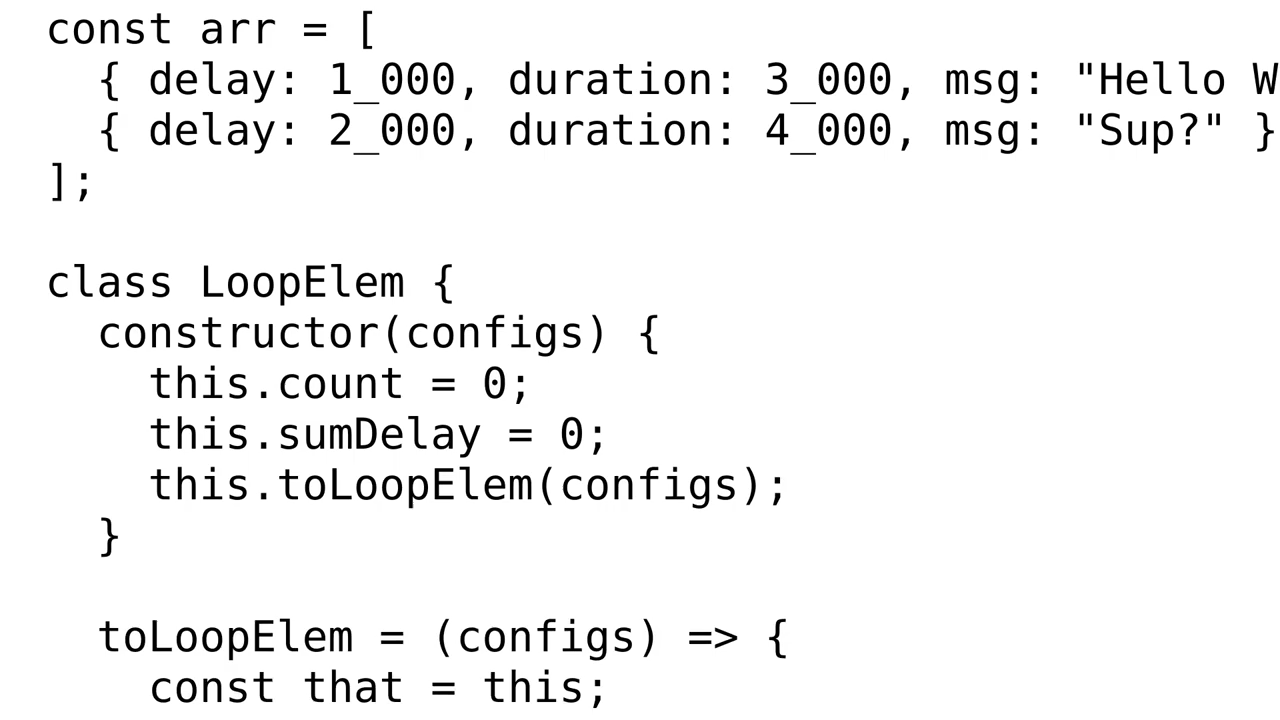 const arr = [
  { delay: 1_000, duration: 3_000, msg: "Hello W
  { delay: 2_000, duration: 4_000, msg: "Sup?" }
];

class LoopElem {
  constructor(configs) {
    this.count = 0;
    this.sumDelay = 0;
    this.toLoopElem(configs);
  }

  toLoopElem = (configs) => {
    const that = this;